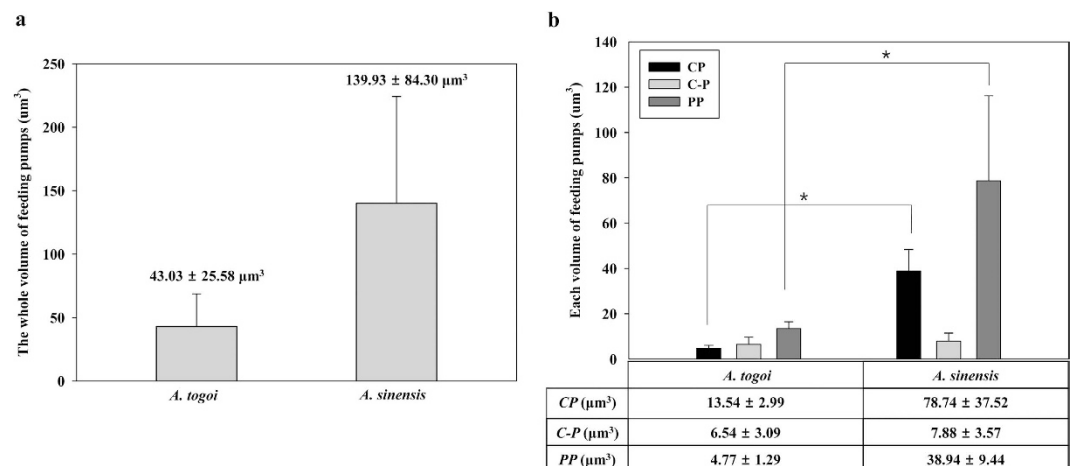 a
The whole volume of feeding pumps (um³)
250
200
150
100
50
0
43.03 ± 25.58 µm³
139.93 ± 84.30 µm³
A. togoi
A. sinensis
b
Each volume of feeding pumps (um³)
140
120
100
80
60
40
20
0
CP
C-P
PP
*
*
A. togoi A. sinensis
CP (µm³) 13.54 ± 2.99 78.74 ± 37.52
C-P (µm³) 6.54 ± 3.09 7.88 ± 3.57
PP (µm³) 4.77 ± 1.29 38.94 ± 9.44